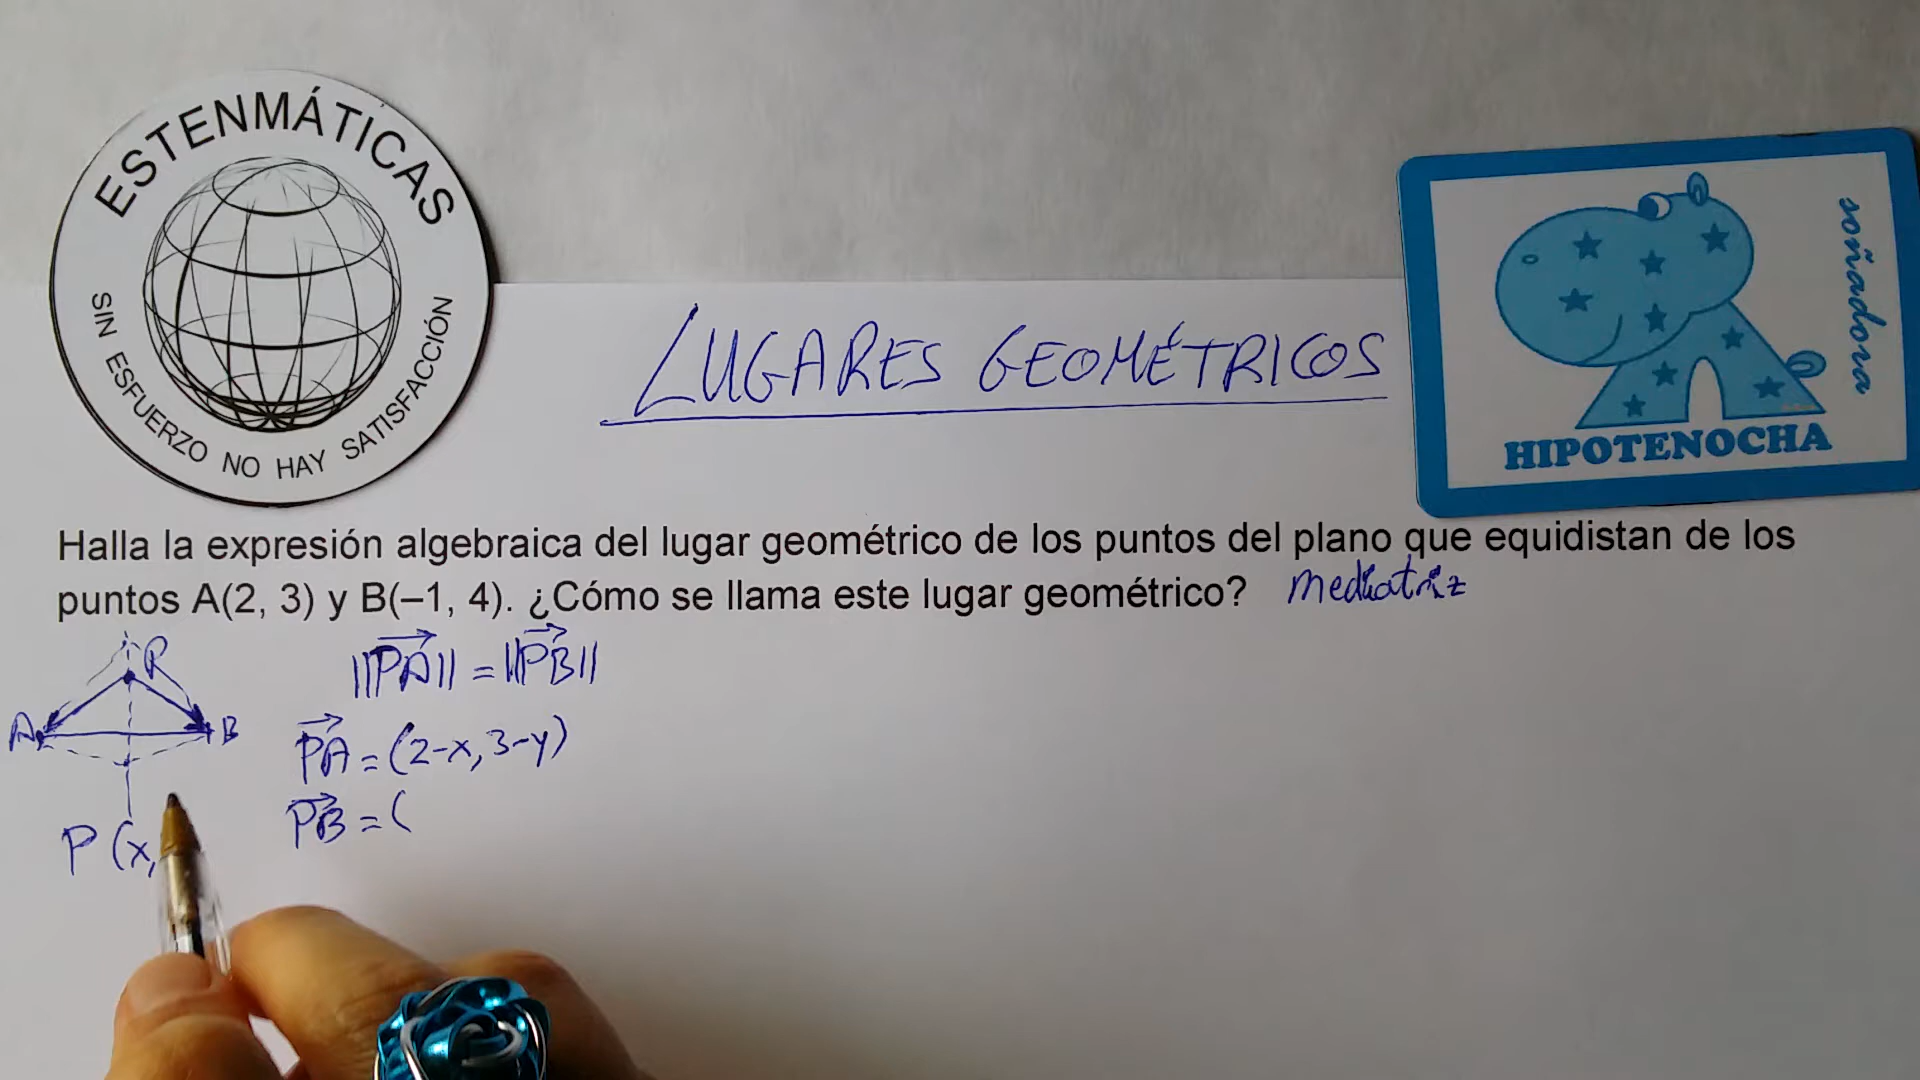 ESTENMÁTICAS
SIN ESFUERZO NO HAY SATISFACCIÓN
LUGARES GEOMÉTRICOS
soñadora
HIPOTENOCHA
Halla la expresión algebraica del lugar geométrico de los puntos del plano que equidistan de los
puntos A(2, 3) y B(–1, 4). ¿Cómo se llama este lugar geométrico? Mediatriz
P
A B
||PA|| = ||PB||
PA = (2-x, 3-y)
PB = (
P (x,